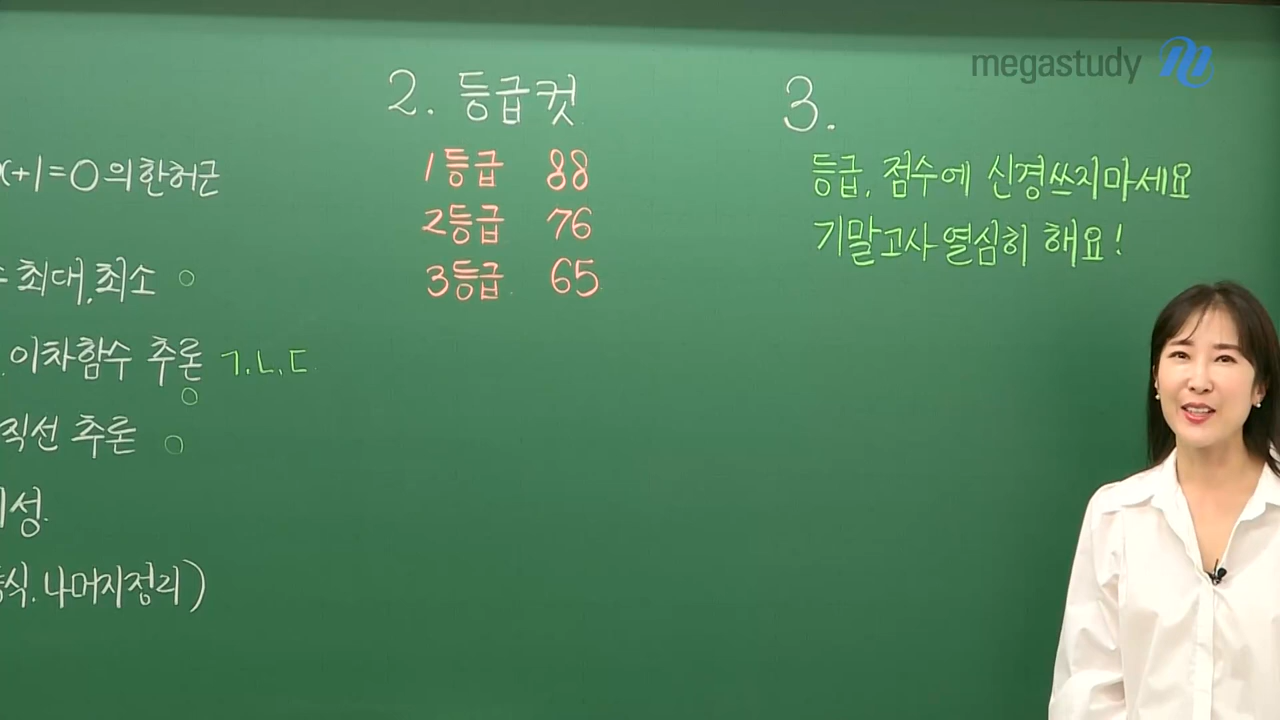 megastudy
x+1=0의 한 허근
최대, 최소
이차함수 추론 ㄱ.ㄴ.ㄷ
직선 추론
나머지정리)
2. 등급컷
1등급 88
2등급 76
3등급 65
3.
등급, 점수에 신경쓰지마세요
기말고사 열심히 해요!